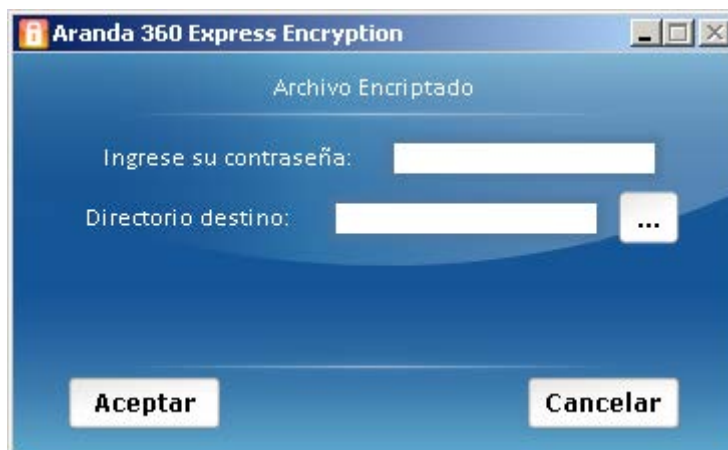 Aranda 360 Express Encryption
Archivo Encriptado
Ingrese su contraseña:
Directorio destino:
...
Aceptar
Cancelar